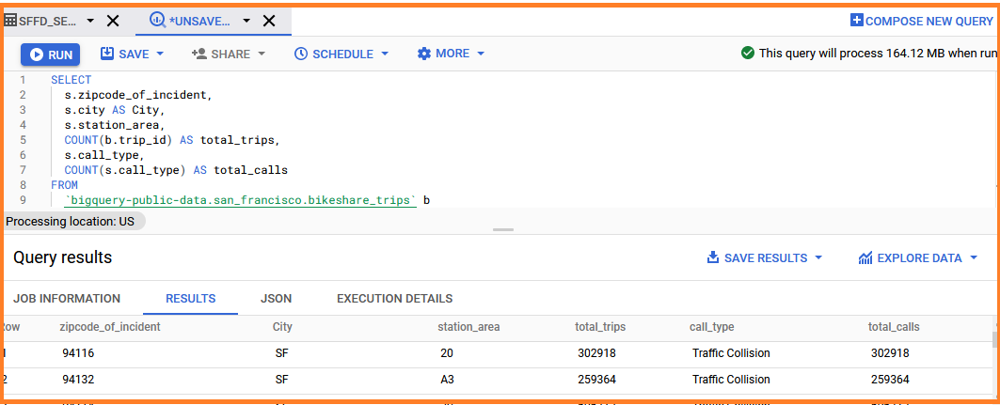 SFFD_SE... *UNSAVE... COMPOSE NEW QUERY
RUN SAVE SHARE SCHEDULE MORE This query will process 164.12 MB when run
1 SELECT
2 s.zipcode_of_incident,
3 s.city AS City,
4 s.station_area,
5 COUNT(b.trip_id) AS total_trips,
6 s.call_type,
7 COUNT(s.call_type) AS total_calls
8 FROM
9 `bigquery-public-data.san_francisco.bikeshare_trips` b
Processing location: US
Query results SAVE RESULTS EXPLORE DATA
JOB INFORMATION RESULTS JSON EXECUTION DETAILS
Row zipcode_of_incident City station_area total_trips call_type total_calls
1 94116 SF 20 302918 Traffic Collision 302918
2 94132 SF A3 259364 Traffic Collision 259364